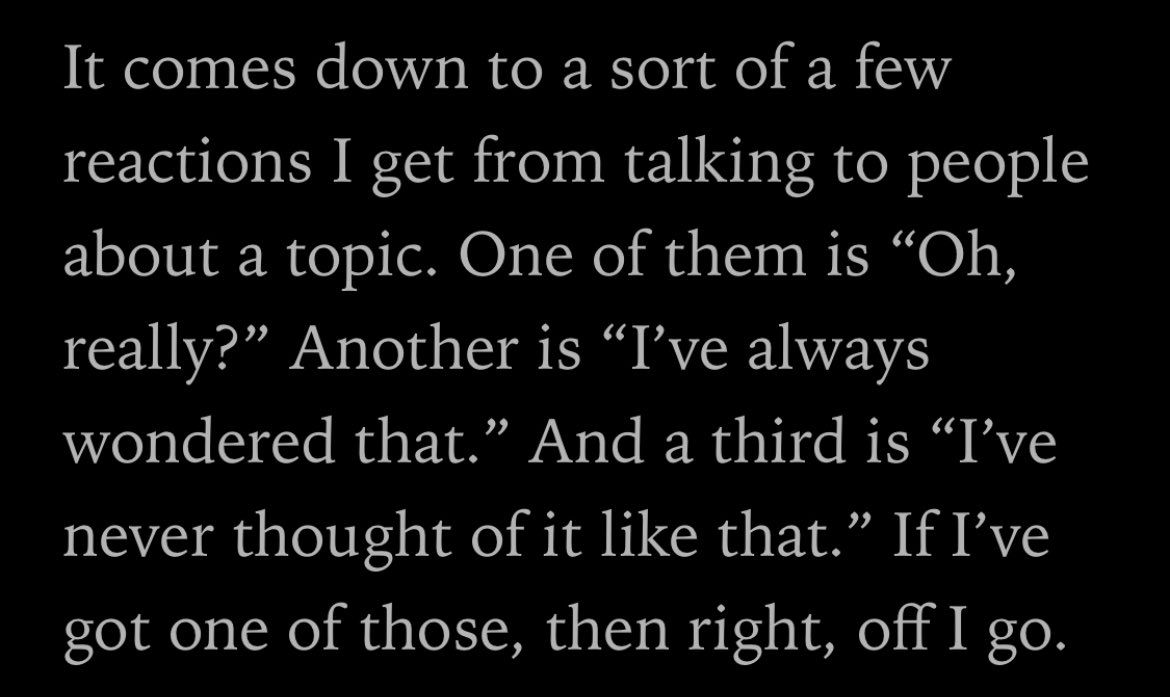 It comes down to a sort of a few
reactions I get from talking to people
about a topic. One of them is “Oh,
really?” Another is “I’ve always
wondered that.” And a third is “I’ve
never thought of it like that.” If I’ve
got one of those, then right, off I go.